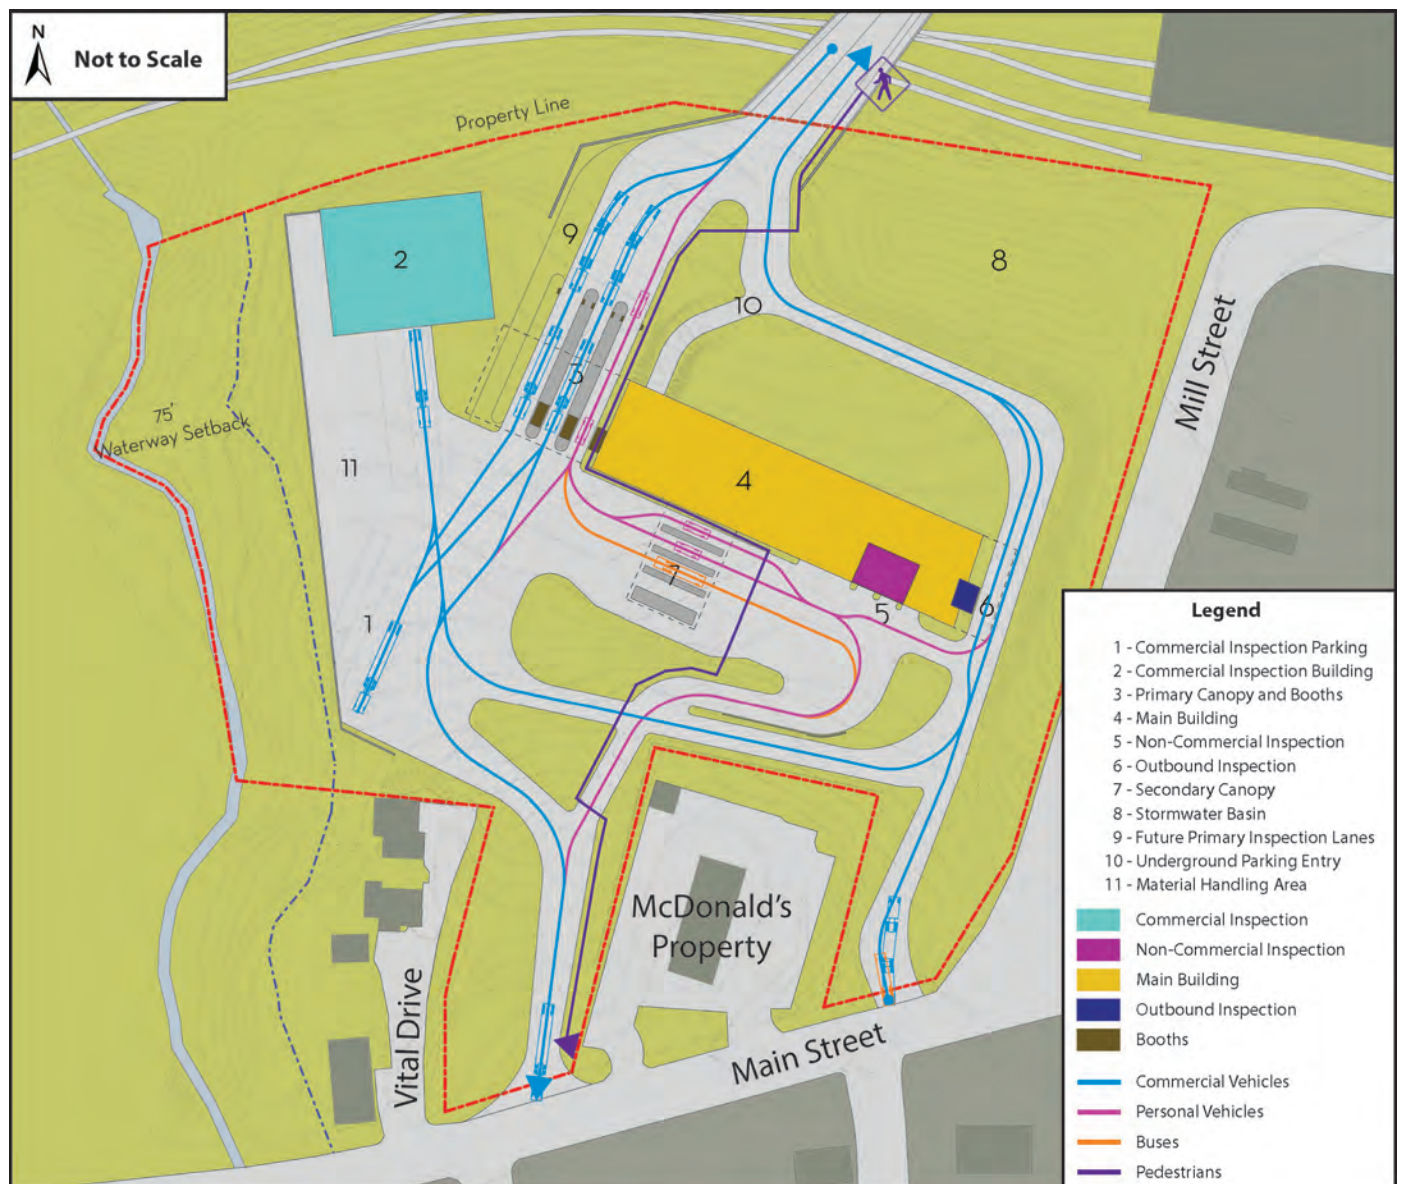 N
Not to Scale
Property Line
2
9
8
10
3
75'
Waterway Setback
11
4
Mill Street
7
1
5
6
McDonald's
Property
Vital Drive
Main Street
Legend
1 - Commercial Inspection Parking
2 - Commercial Inspection Building
3 - Primary Canopy and Booths
4 - Main Building
5 - Non-Commercial Inspection
6 - Outbound Inspection
7 - Secondary Canopy
8 - Stormwater Basin
9 - Future Primary Inspection Lanes
10 - Underground Parking Entry
11 - Material Handling Area
Commercial Inspection
Non-Commercial Inspection
Main Building
Outbound Inspection
Booths
Commercial Vehicles
Personal Vehicles
Buses
Pedestrians